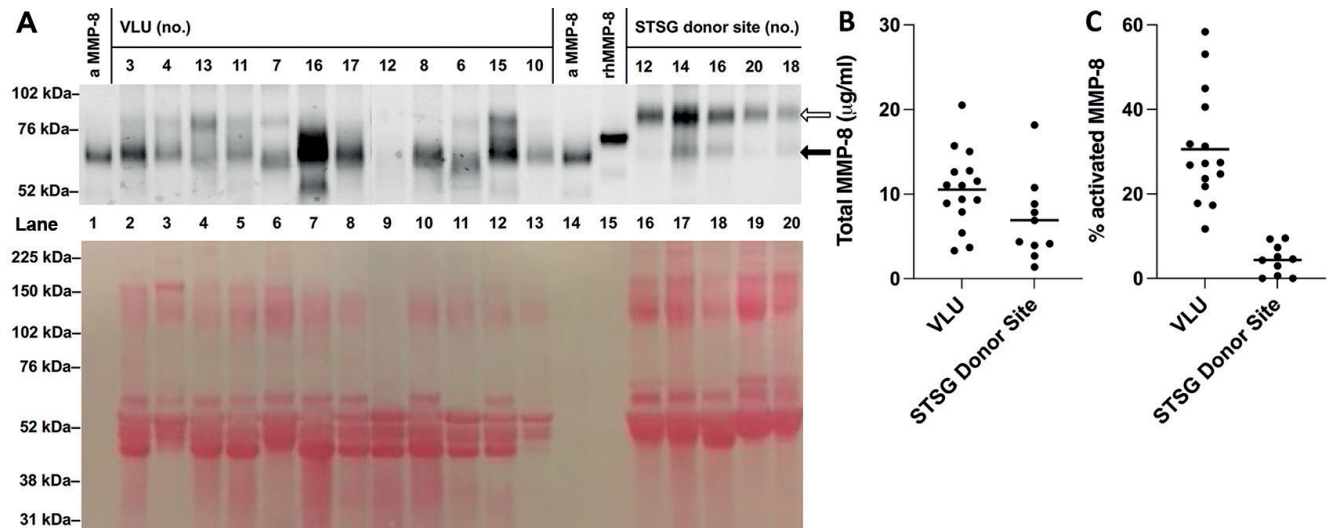 A
a MMP-8
VLU (no.)
3 4 13 11 7 16 17 12 8 6 15 10
a MMP-8
rhMMP-8
STSG donor site (no.)
12 14 16 20 18
102 kDa–
76 kDa–
52 kDa–
Lane 1 2 3 4 5 6 7 8 9 10 11 12 13 14 15 16 17 18 19 20
225 kDa–
150 kDa–
102 kDa–
76 kDa–
52 kDa–
38 kDa–
31 kDa–
B
Total MMP-8 (µg/ml)
30
20
10
0
VLU
STSG Donor Site
C
% activated MMP-8
60
40
20
0
VLU
STSG Donor Site